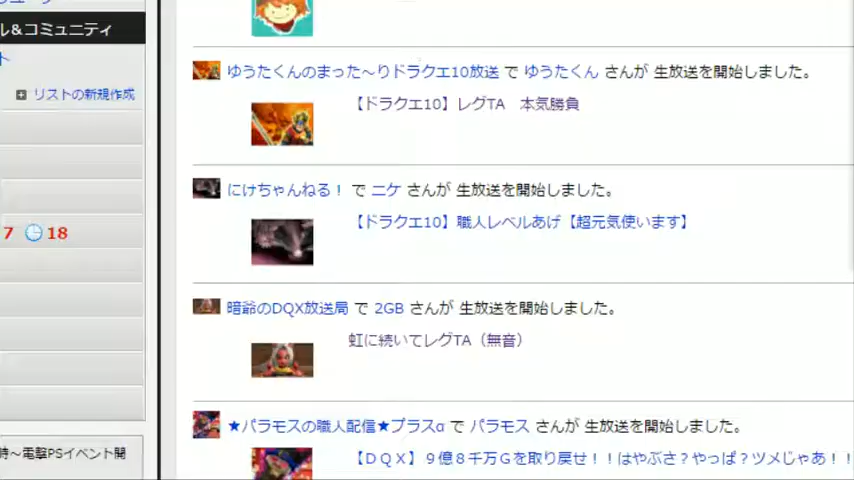 ル&コミュニティ
ト
リストの新規作成
7 18
時～電撃PSイベント開
ゆうたくんのまった～りドラクエ10放送 で ゆうたくん さんが 生放送を開始しました。
【ドラクエ10】レグTA 本気勝負
にけちゃんねる！ で ニケ さんが 生放送を開始しました。
【ドラクエ10】職人レベルあげ【超元気使います】
暗爺のDQX放送局 で 2GB さんが 生放送を開始しました。
虹に続いてレグTA（無音）
★パラモスの職人配信★プラスα で パラモス さんが 生放送を開始しました。
【ＤＱＸ】９億８千万Ｇを取り戻せ！！はやぶさ？やっぱ？ツメじゃあ！！